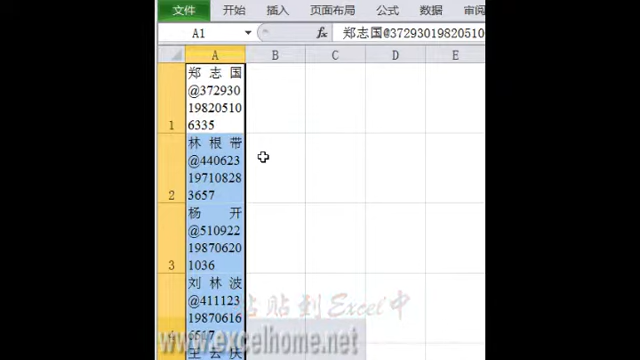 文件 开始 插入 页面布局 公式 数据 审阅
A1 fx 郑志国@37293019820510
A B C D E
1 郑志国
@372930
19820510
6335
2 林根带
@440623
19710828
3657
3 杨开
@510922
19870620
1036
刘林波
@411123
19870616
粘贴到Excel中
www.excelhome.net